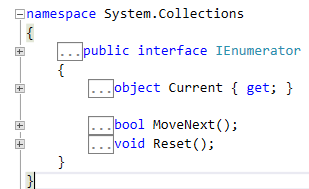 namespace System.Collections
{
...public interface IEnumerator
{
...object Current { get; }
...bool MoveNext();
...void Reset();
}
}